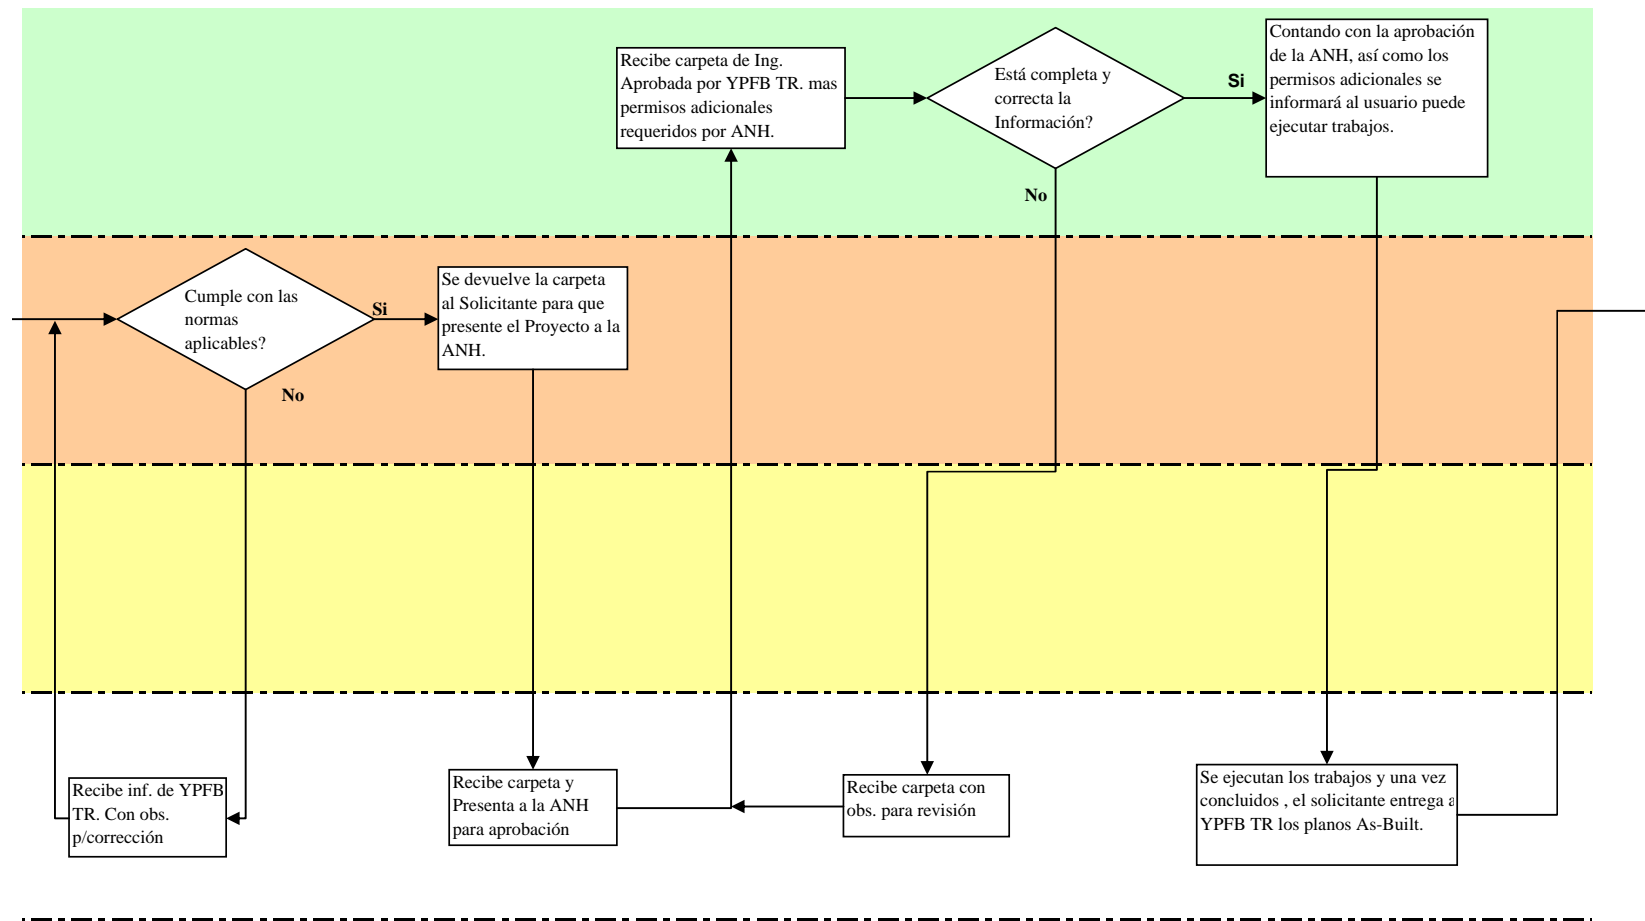 Recibe carpeta de Ing.
Aprobada por YPFB TR. mas
permisos adicionales
requeridos por ANH.
Está completa y
correcta la
Información?
Si
No
Contando con la aprobación
de la ANH, así como los
permisos adicionales se
informará al usuario puede
ejecutar trabajos.
Cumple con las
normas
aplicables?
Si
No
Se devuelve la carpeta
al Solicitante para que
presente el Proyecto a la
ANH.
Recibe inf. de YPFB
TR. Con obs.
p/corrección
Recibe carpeta y
Presenta a la ANH
para aprobación
Recibe carpeta con
obs. para revisión
Se ejecutan los trabajos y una vez
concluidos , el solicitante entrega a
YPFB TR los planos As-Built.